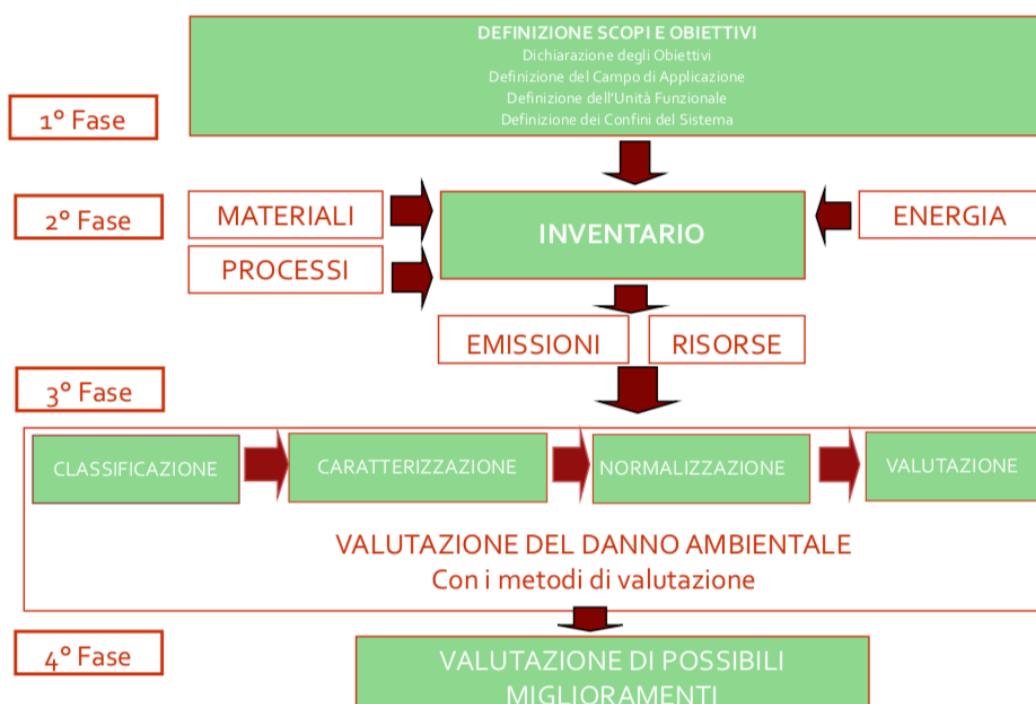 DEFINIZIONE SCOPI E OBIETTIVI
Dichiarazione degli Obiettivi
Definizione del Campo di Applicazione
Definizione dell'Unità Funzionale
Definizione dei Confini del Sistema
1° Fase
2° Fase
MATERIALI
PROCESSI
INVENTARIO
ENERGIA
EMISSIONI
RISORSE
3° Fase
CLASSIFICAZIONE
CARATTERIZZAZIONE
NORMALIZZAZIONE
VALUTAZIONE
VALUTAZIONE DEL DANNO AMBIENTALE
Con i metodi di valutazione
4° Fase
VALUTAZIONE DI POSSIBILI
MIGLIORAMENTI